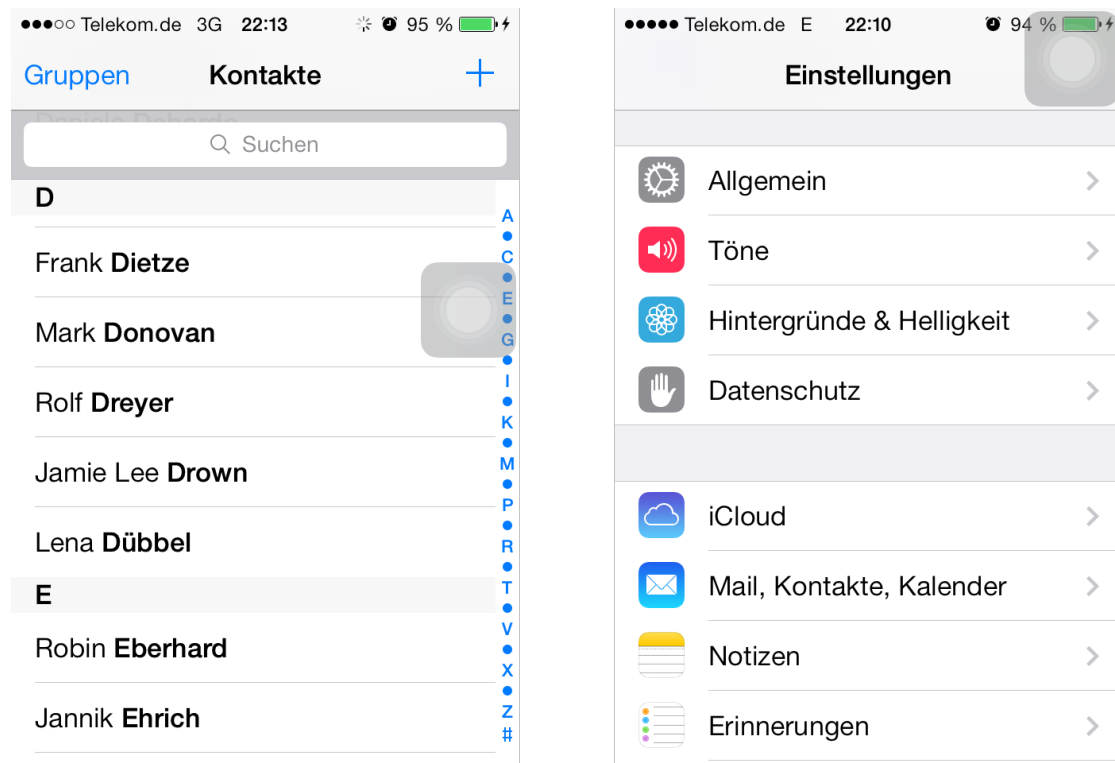 Telekom.de 3G 22:13 95 %
Gruppen Kontakte
Suchen
D
Frank Dietze
Mark Donovan
Rolf Dreyer
Jamie Lee Drown
Lena Dübbel
E
Robin Eberhard
Jannik Ehrich
A
C
E
G
I
K
M
P
R
T
V
X
Z
#
Telekom.de E 22:10 94 %
Einstellungen
Allgemein
Töne
Hintergründe & Helligkeit
Datenschutz
iCloud
Mail, Kontakte, Kalender
Notizen
Erinnerungen